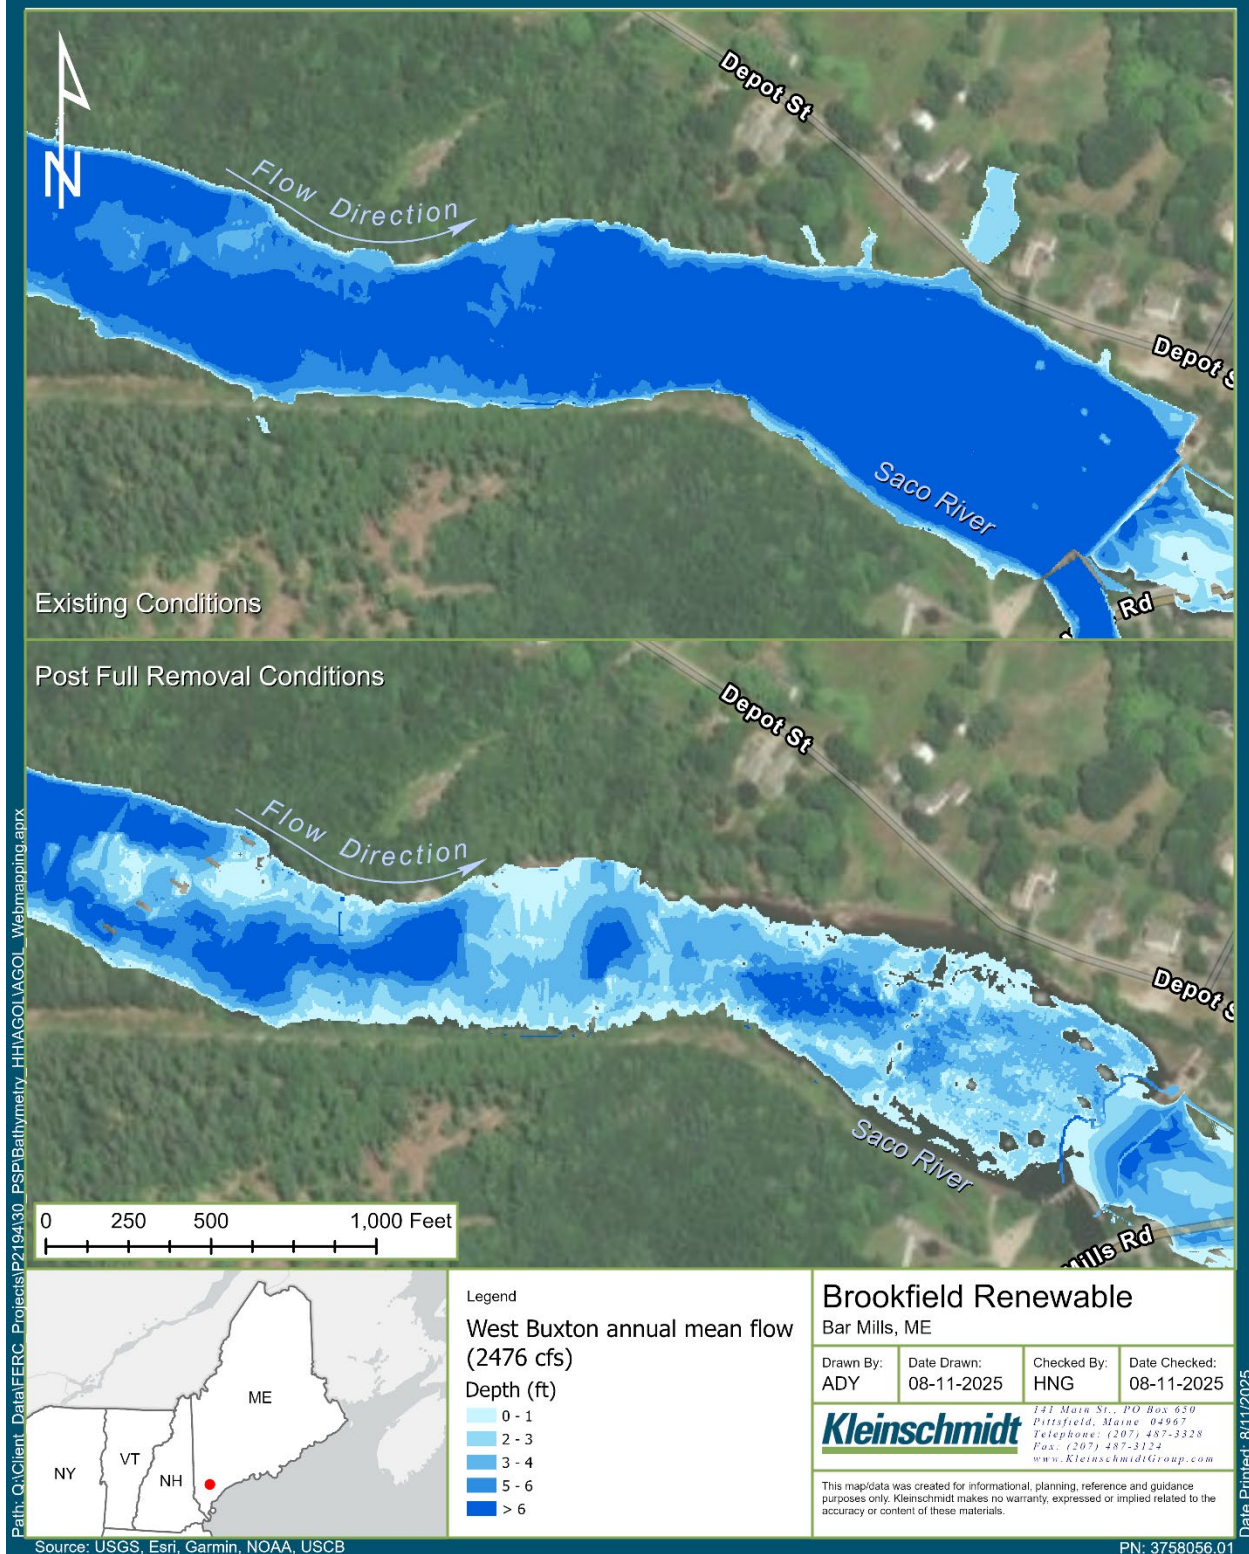 Depot St
N
Flow Direction
Depot S
Saco River
Rd
Existing Conditions
Post Full Removal Conditions
Depot St
Flow Direction
Depot S
Saco River
Mills Rd
0 250 500 1,000 Feet
ME
VT
NH
NY
Legend
West Buxton annual mean flow
(2476 cfs)
Depth (ft)
0 - 1
2 - 3
3 - 4
5 - 6
> 6
Brookfield Renewable
Bar Mills, ME
Drawn By:
ADY
Date Drawn:
08-11-2025
Checked By:
HNG
Date Checked:
08-11-2025
Kleinschmidt
141 Main St., PO Box 650
Pittsfield, Maine 04967
Telephone: (207) 487-3328
Fax: (207) 487-3124
www.KleinschmidtGroup.com
This map/data was created for informational, planning, reference and guidance
purposes only. Kleinschmidt makes no warranty, expressed or implied related to the
accuracy or content of these materials.
Path: Q:\Client_Data\FERC_Projects\P2194\30_PSP\Bathymetry_HH\AGOL\AGOL_Webmapping.aprx
Date Printed: 8/11/2025
Source: USGS, Esri, Garmin, NOAA, USCB
PN: 3758056.01